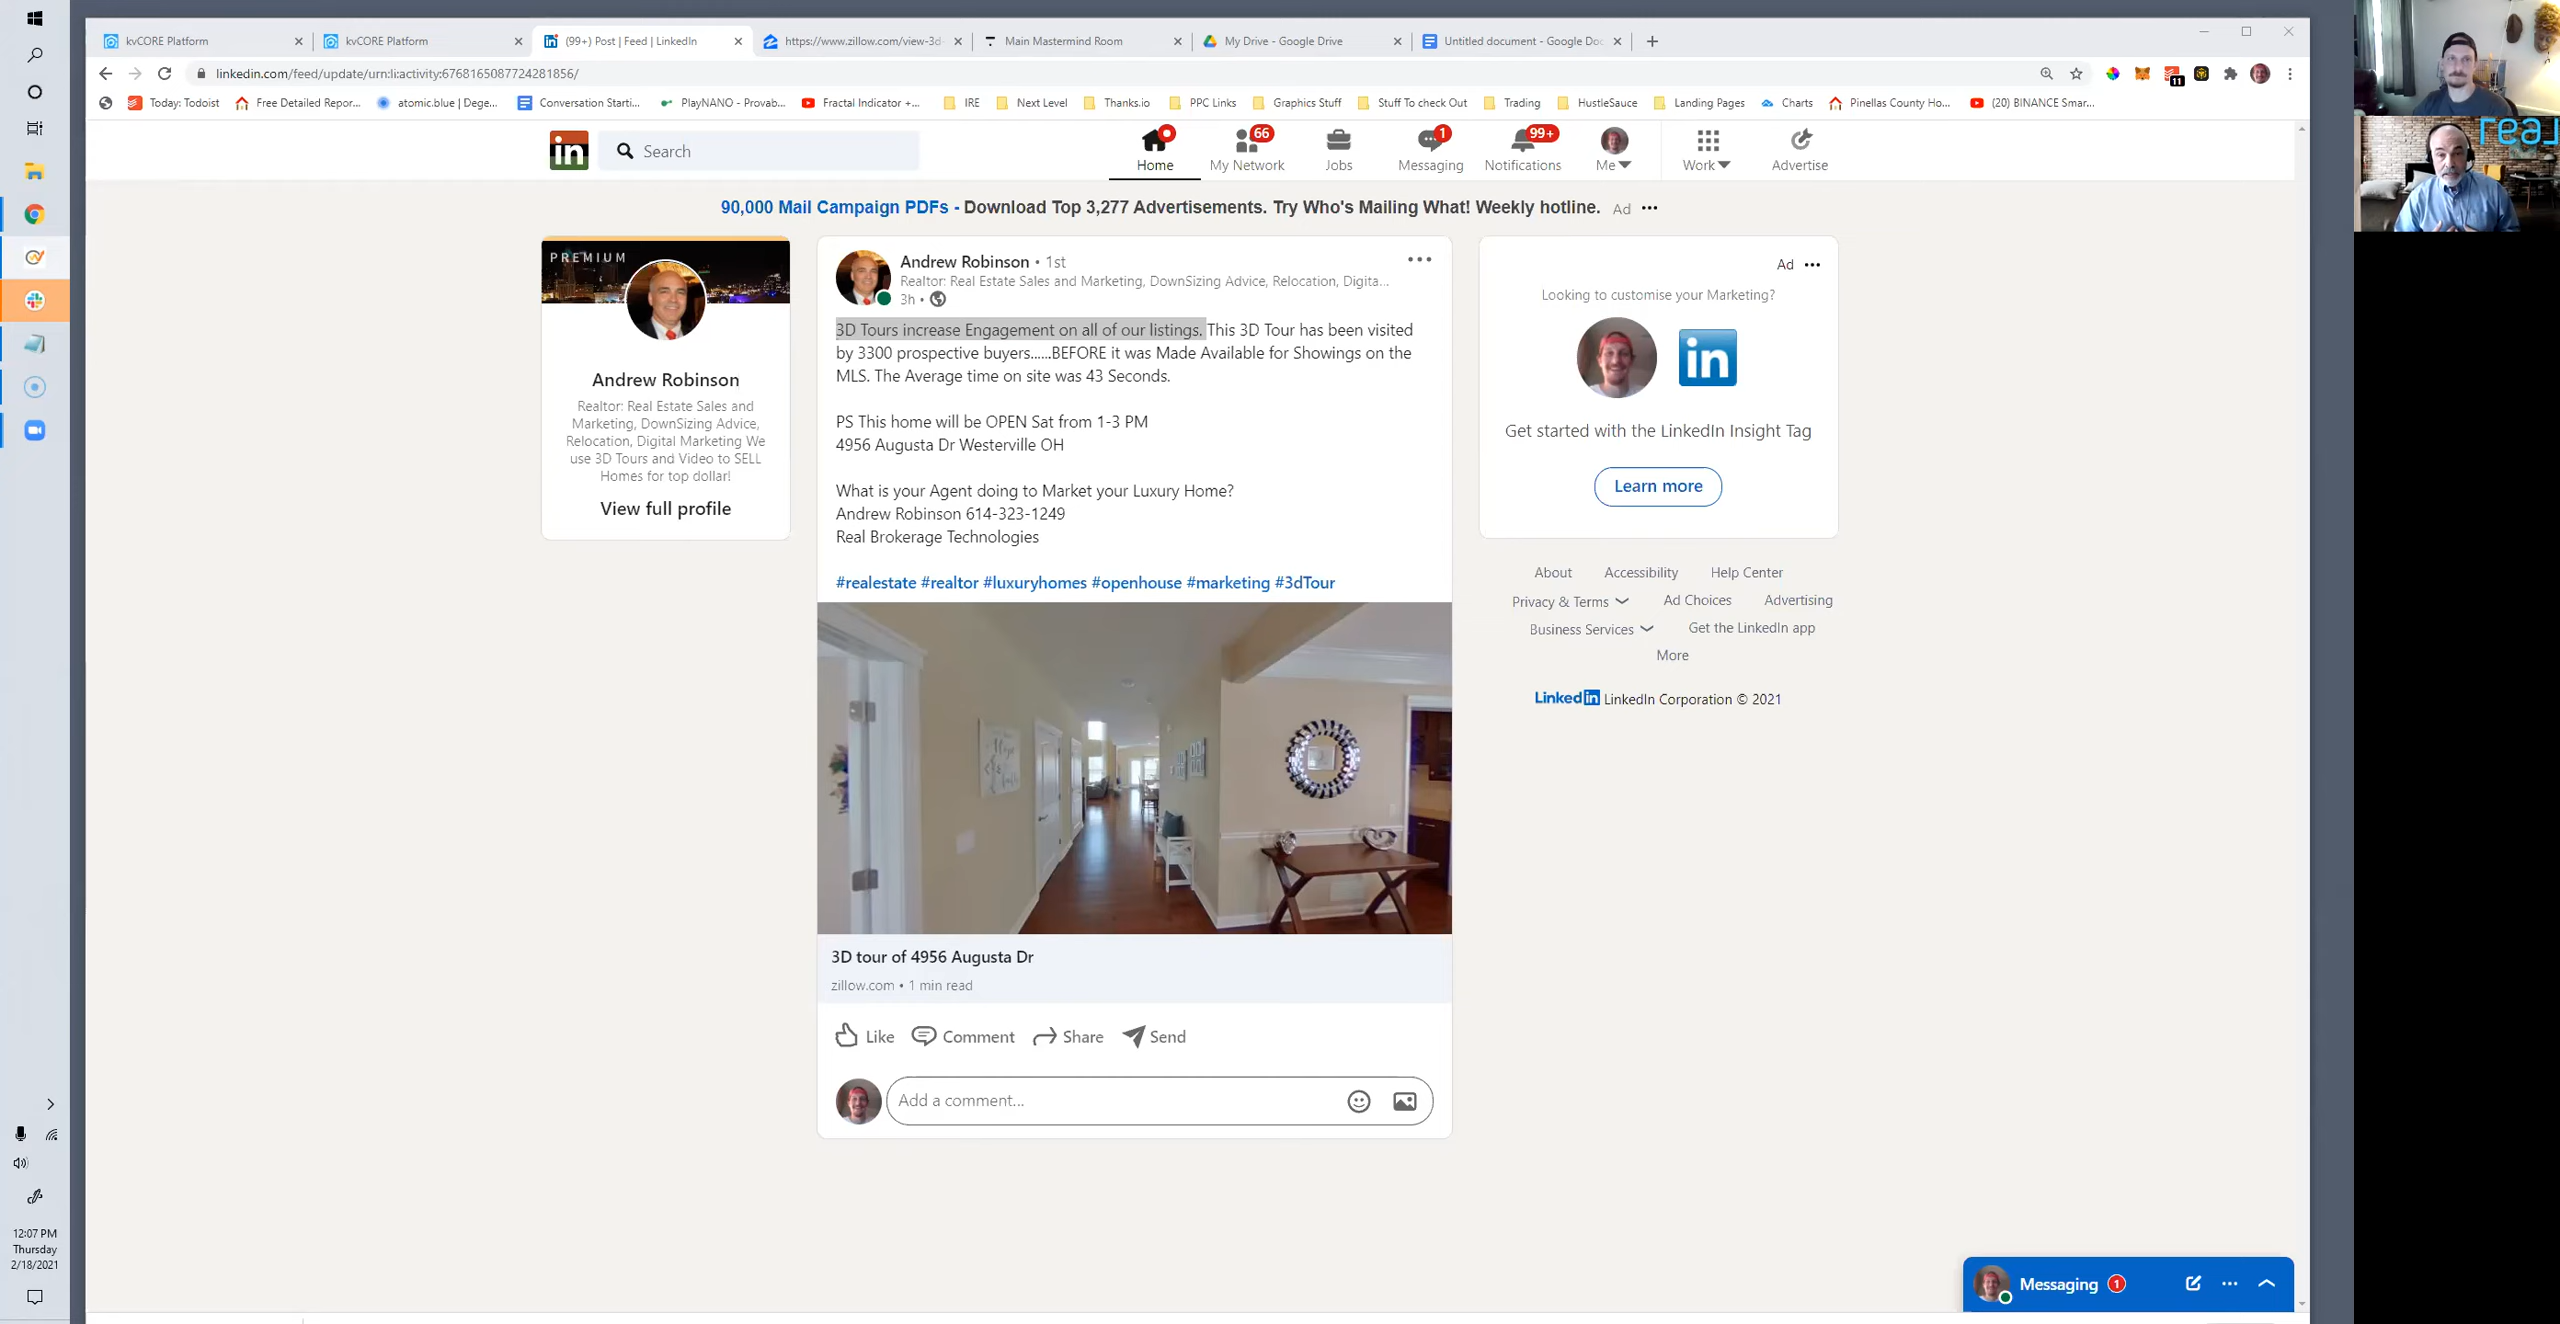 kvCORE Platform
kvCORE Platform
(99+) Post | Feed | LinkedIn
https://www.zillow.com/view-3d-
Main Mastermind Room
My Drive - Google Drive
Untitled document - Google Doc
linkedin.com/feed/update/urn:li:activity:6768165087724281856/
11
Today: Todoist
Free Detailed Repor...
atomic.blue | Dege...
Conversation Starti...
PlayNANO - Provab...
Fractal Indicator +...
IRE
Next Level
Thanks.io
PPC Links
Graphics Stuff
Stuff To check Out
Trading
HustleSauce
Landing Pages
Charts
Pinellas County Ho...
(20) BINANCE Smar...
in
Search
Home
66
My Network
Jobs
1
Messaging
99+
Notifications
Me
Work
Advertise
90,000 Mail Campaign PDFs - Download Top 3,277 Advertisements. Try Who's Mailing What! Weekly hotline. Ad
PREMIUM
Andrew Robinson
Realtor: Real Estate Sales and
Marketing, DownSizing Advice,
Relocation, Digital Marketing We
use 3D Tours and Video to SELL
Homes for top dollar!
View full profile
Andrew Robinson • 1st
Realtor: Real Estate Sales and Marketing, DownSizing Advice, Relocation, Digita...
3h •
3D Tours increase Engagement on all of our listings. This 3D Tour has been visited
by 3300 prospective buyers......BEFORE it was Made Available for Showings on the
MLS. The Average time on site was 43 Seconds.
PS This home will be OPEN Sat from 1-3 PM
4956 Augusta Dr Westerville OH
What is your Agent doing to Market your Luxury Home?
Andrew Robinson 614-323-1249
Real Brokerage Technologies
#realestate #realtor #luxuryhomes #openhouse #marketing #3dTour
3D tour of 4956 Augusta Dr
zillow.com • 1 min read
Like
Comment
Share
Send
Add a comment...
Ad
Looking to customise your Marketing?
in
Get started with the LinkedIn Insight Tag
Learn more
About
Accessibility
Help Center
Privacy & Terms
Ad Choices
Advertising
Business Services
Get the LinkedIn app
More
LinkedIn LinkedIn Corporation © 2021
Messaging 1
12:07 PM
Thursday
2/18/2021
real